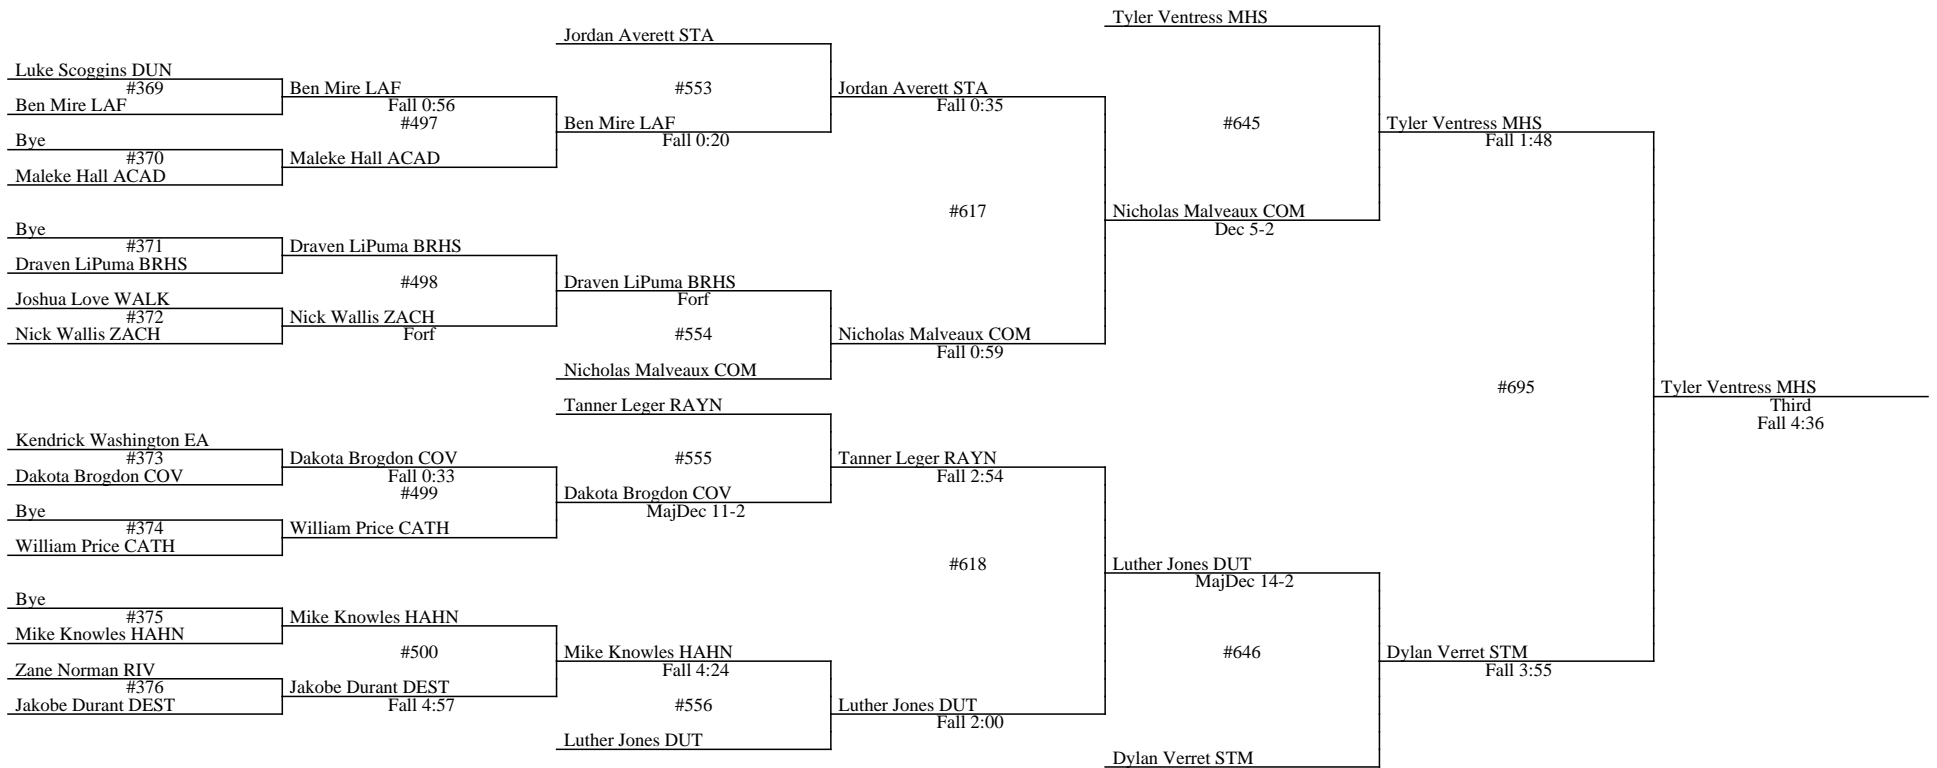 Tyler Ventress MHS
Jordan Averett STA
Luke Scoggins DUN
#369
Ben Mire LAF
Ben Mire LAF
Fall 0:56
#497
#553
Jordan Averett STA
Fall 0:35
Ben Mire LAF
Fall 0:20
#645
Tyler Ventress MHS
Fall 1:48
Bye
#370
Maleke Hall ACAD
Maleke Hall ACAD
#617
Nicholas Malveaux COM
Dec 5-2
Bye
#371
Draven LiPuma BRHS
Draven LiPuma BRHS
#498
Draven LiPuma BRHS
Forf
Joshua Love WALK
#372
Nick Wallis ZACH
Nick Wallis ZACH
Forf
#554
Nicholas Malveaux COM
Fall 0:59
Nicholas Malveaux COM
#695
Tyler Ventress MHS
Third
Fall 4:36
Tanner Leger RAYN
Kendrick Washington EA
#373
Dakota Brogdon COV
Dakota Brogdon COV
Fall 0:33
#499
#555
Tanner Leger RAYN
Fall 2:54
Dakota Brogdon COV
MajDec 11-2
Bye
#374
William Price CATH
William Price CATH
#618
Luther Jones DUT
MajDec 14-2
Bye
#375
Mike Knowles HAHN
Mike Knowles HAHN
#500
Mike Knowles HAHN
Fall 4:24
#646
Dylan Verret STM
Fall 3:55
Zane Norman RIV
#376
Jakobe Durant DEST
Jakobe Durant DEST
Fall 4:57
#556
Luther Jones DUT
Fall 2:00
Luther Jones DUT
Dylan Verret STM